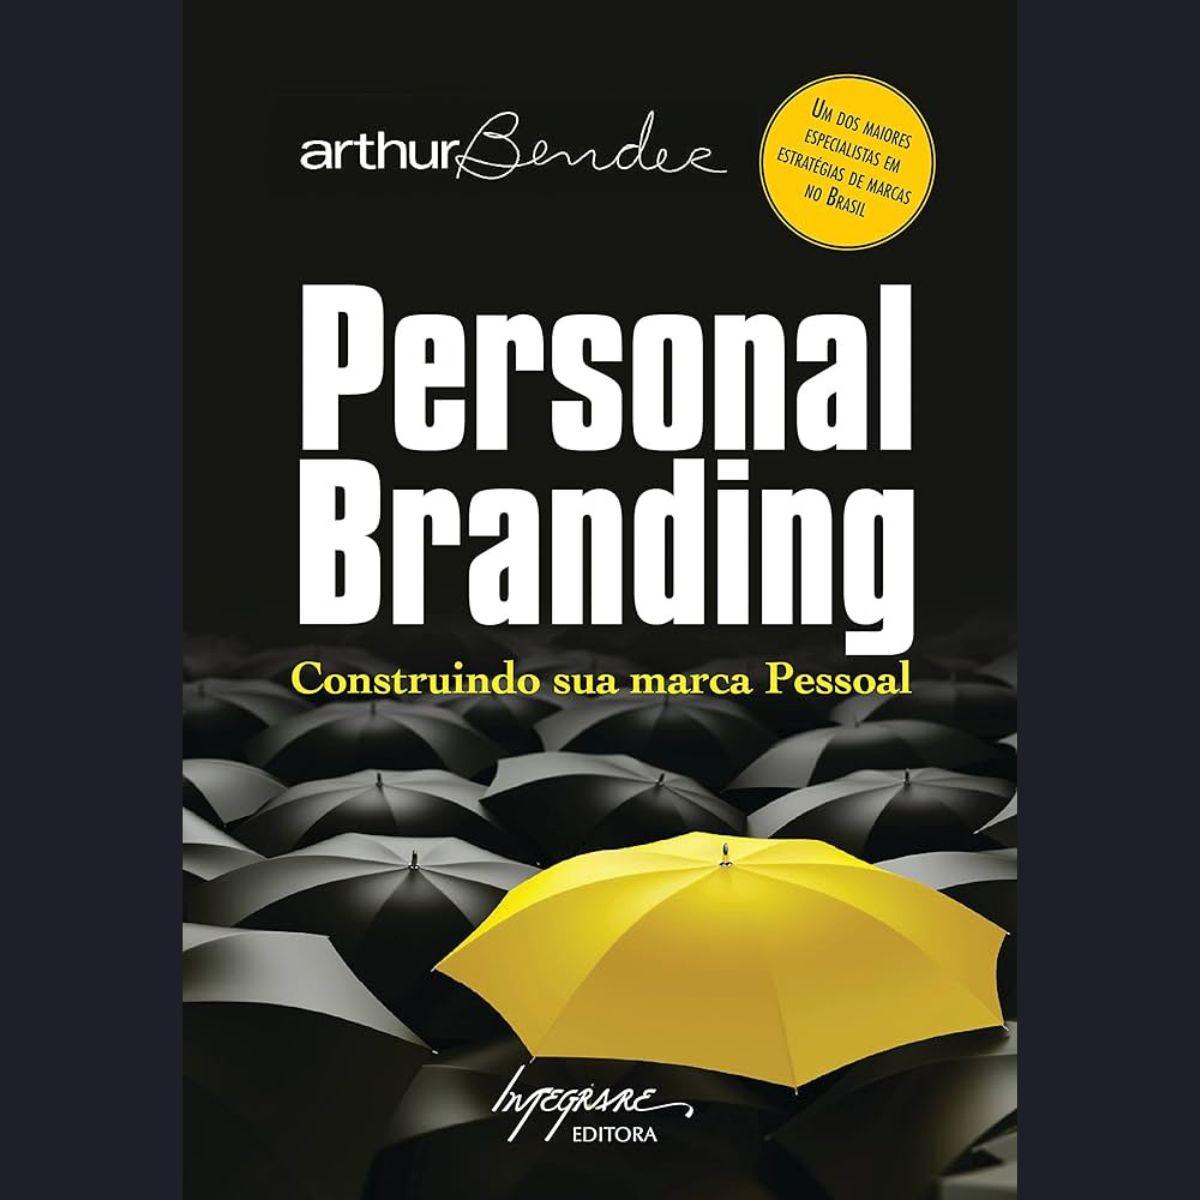 arthur Bender
Um dos maiores
especialistas em
estratégias de marcas
no Brasil
Personal
Branding
Construindo sua marca Pessoal
Integrare
EDITORA